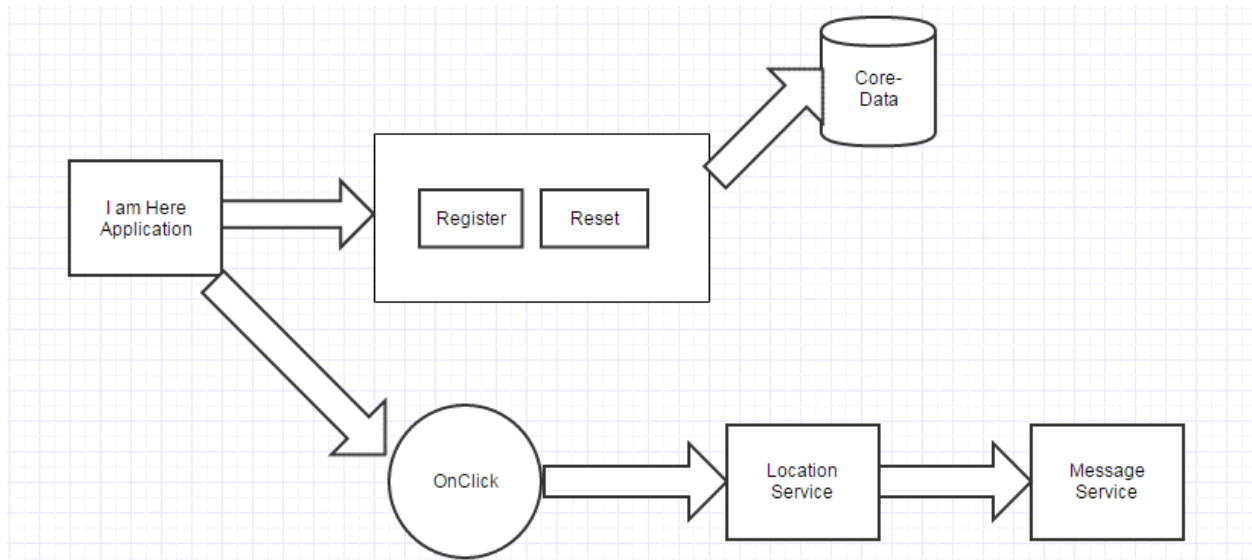 Core-
Data
I am Here
Application
Register
Reset
OnClick
Location
Service
Message
Service